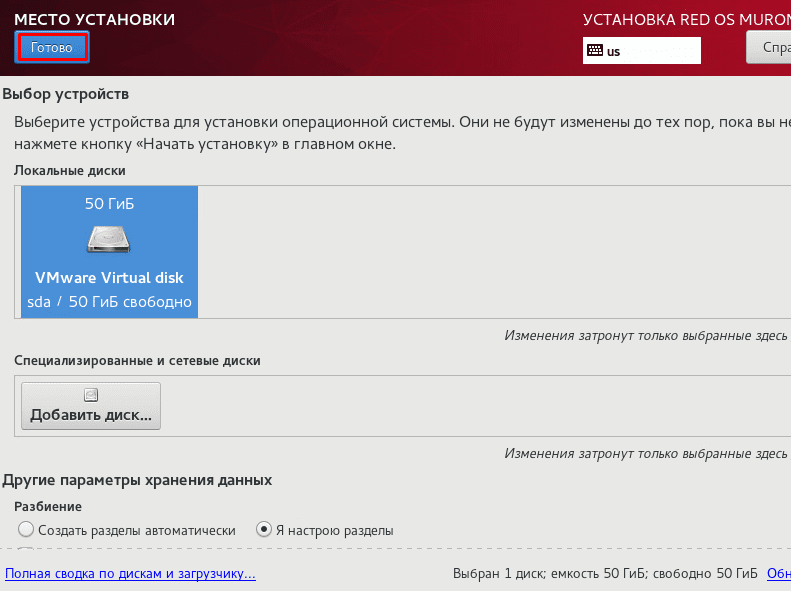 МЕСТО УСТАНОВКИ
УСТАНОВКА RED OS MUROM
Готово
us
Спра
Выбор устройств
Выберите устройства для установки операционной системы. Они не будут изменены до тех пор, пока вы не
нажмете кнопку «Начать установку» в главном окне.
Локальные диски
50 ГиБ
VMware Virtual disk
sda / 50 ГиБ свободно
Изменения затронут только выбранные здесь
Специализированные и сетевые диски
Добавить диск...
Изменения затронут только выбранные здесь
Другие параметры хранения данных
Разбиение
Создать разделы автоматически
Я настрою разделы
Полная сводка по дискам и загрузчику...
Выбран 1 диск; емкость 50 ГиБ; свободно 50 ГиБ
Обн